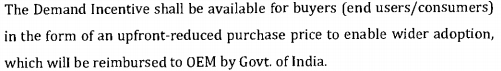 The Demand Incentive shall be available for buyers (end users/consumers)
in the form of an upfront-reduced purchase price to enable wider adoption,
which will be reimbursed to OEM by Govt. of India.